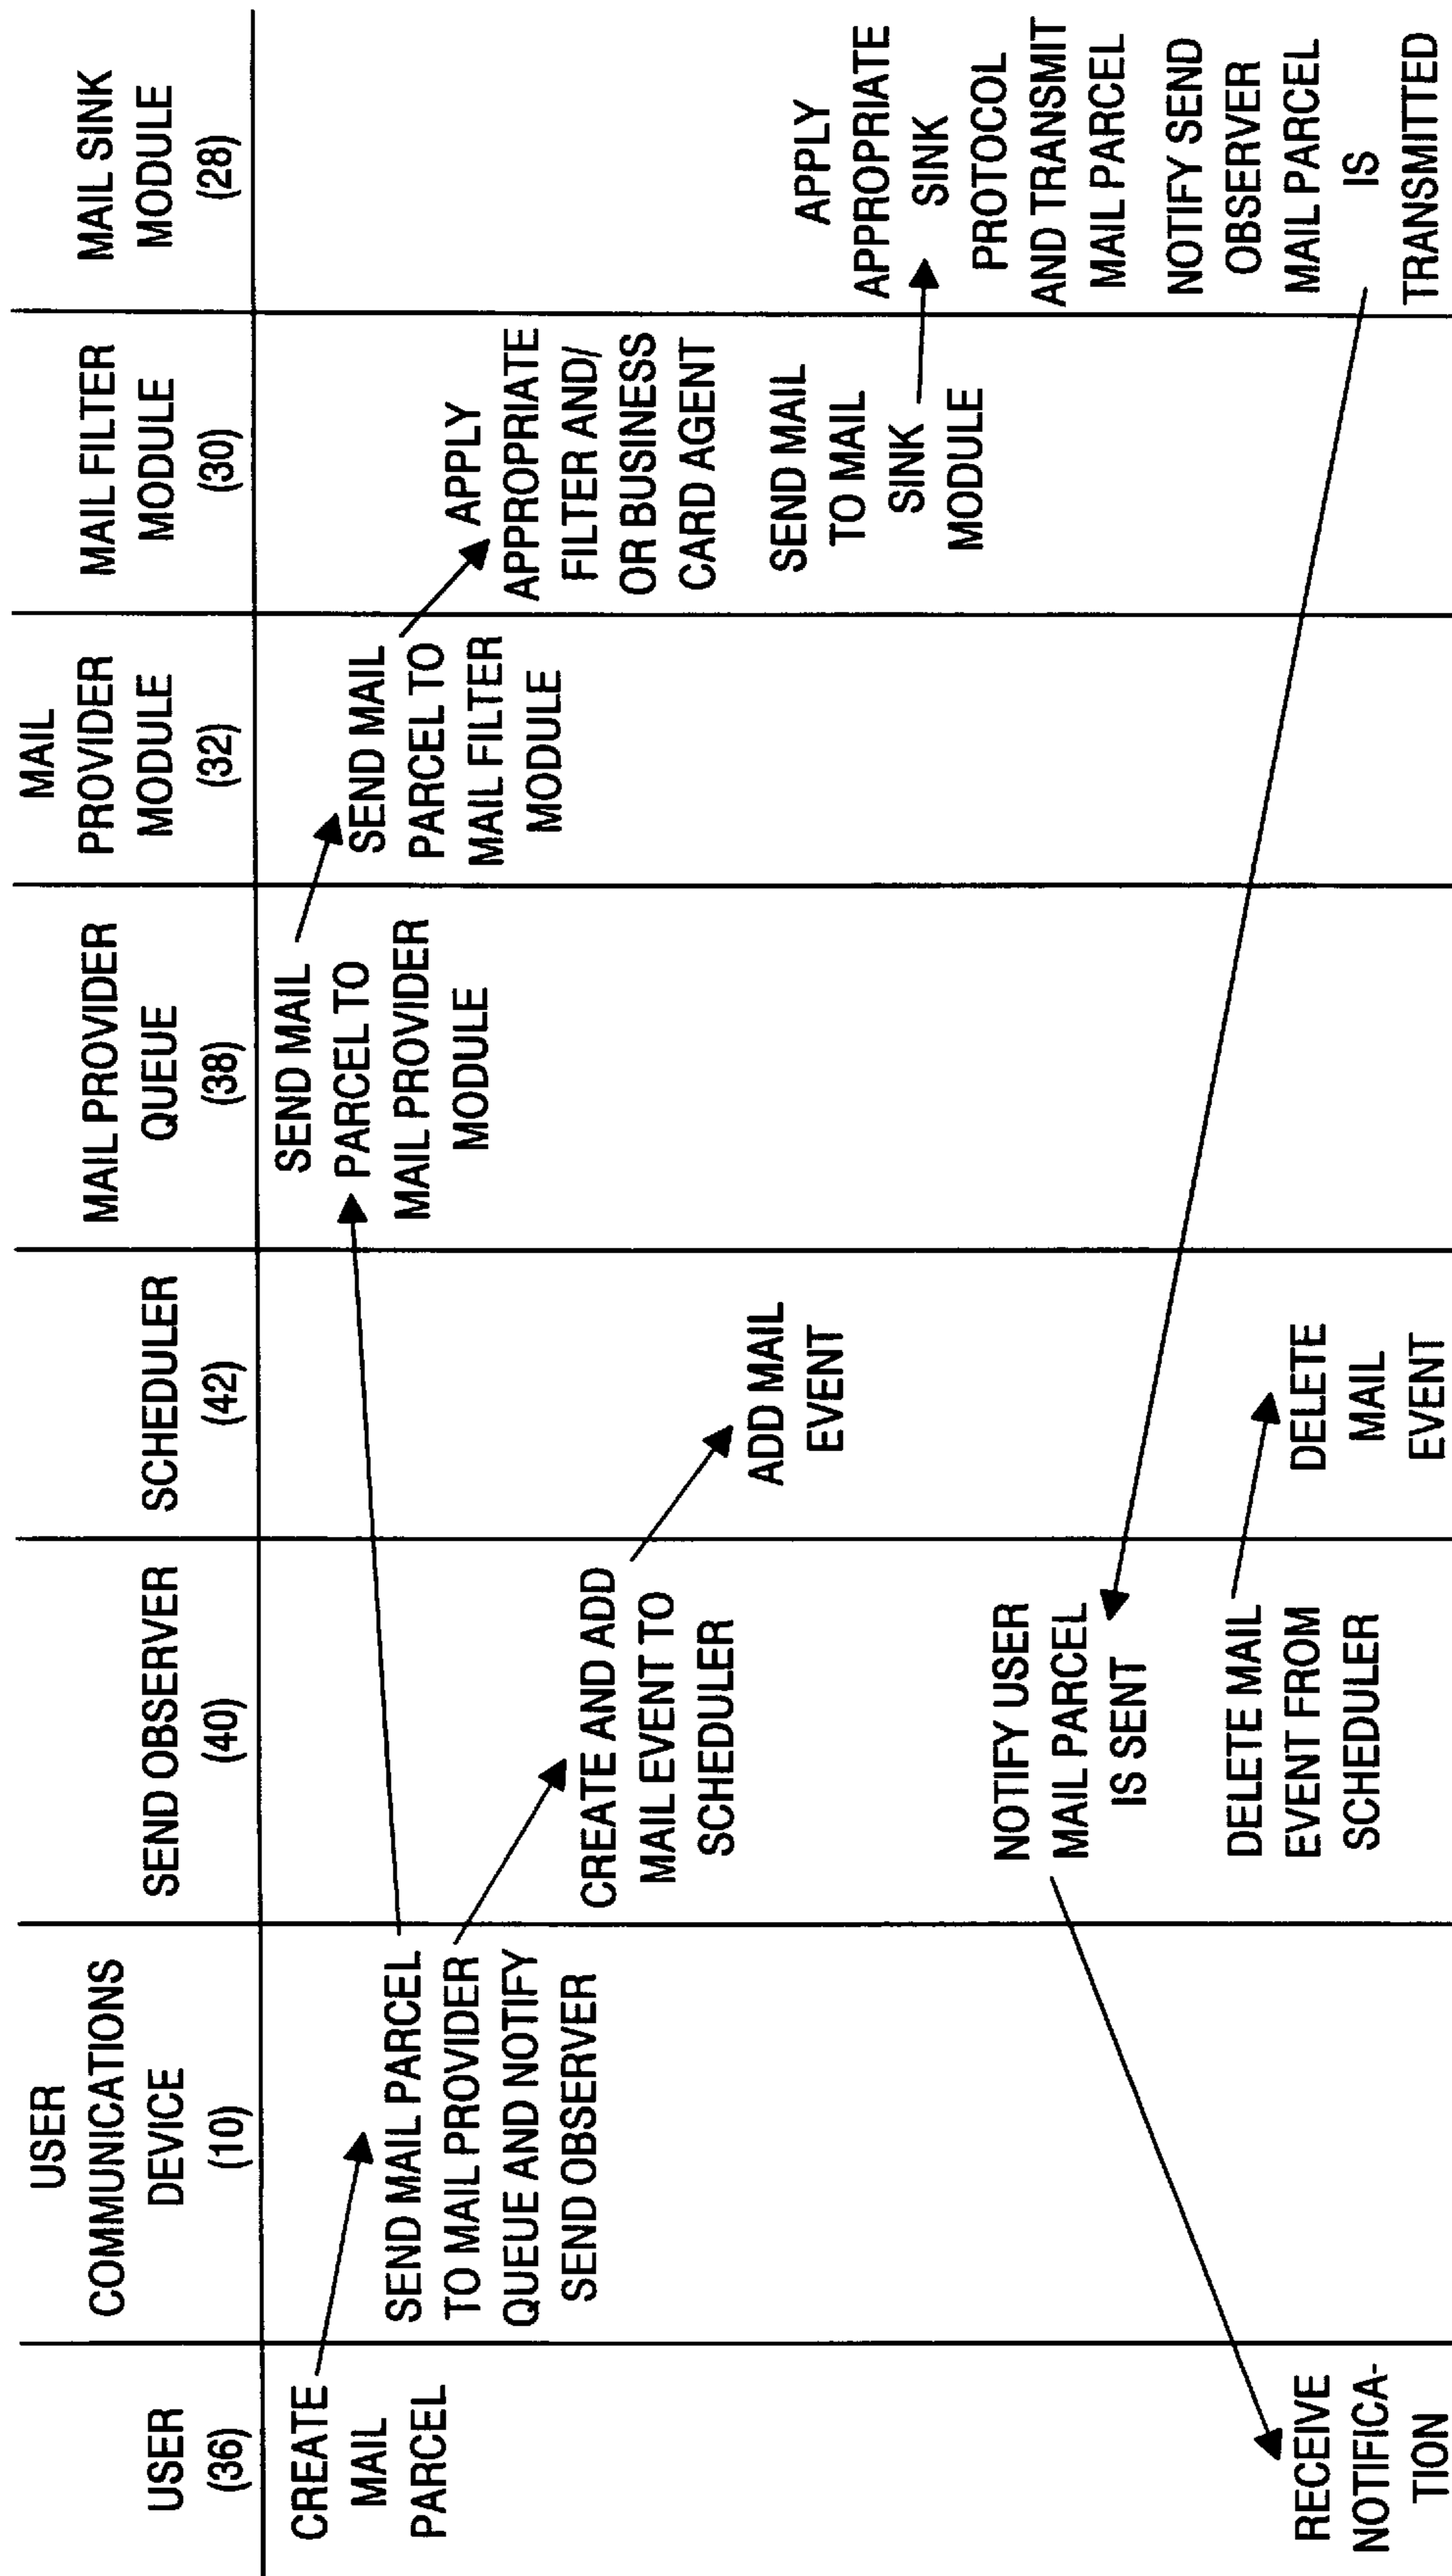 USER
(36)
USER
COMMUNICATIONS
DEVICE
(10)
SEND OBSERVER
(40)
SCHEDULER
(42)
MAIL PROVIDER
QUEUE
(38)
MAIL
PROVIDER
MODULE
(32)
MAIL FILTER
MODULE
(30)
MAIL SINK
MODULE
(28)
CREATE
MAIL
PARCEL
SEND MAIL PARCEL
TO MAIL PROVIDER
QUEUE AND NOTIFY
SEND OBSERVER
SEND MAIL
PARCEL TO
MAIL PROVIDER
MODULE
SEND MAIL
PARCEL TO
MAIL FILTER
MODULE
APPLY
APPROPRIATE
FILTER AND/
OR BUSINESS
CARD AGENT
CREATE AND ADD
MAIL EVENT TO
SCHEDULER
ADD MAIL
EVENT
SEND MAIL
TO MAIL
SINK
MODULE
APPLY
APPROPRIATE
SINK
PROTOCOL
AND TRANSMIT
MAIL PARCEL
NOTIFY SEND
OBSERVER
MAIL PARCEL
IS
TRANSMITTED
NOTIFY USER
MAIL PARCEL
IS SENT
DELETE MAIL
EVENT FROM
SCHEDULER
DELETE
MAIL
EVENT
RECEIVE
NOTIFICA-
TION